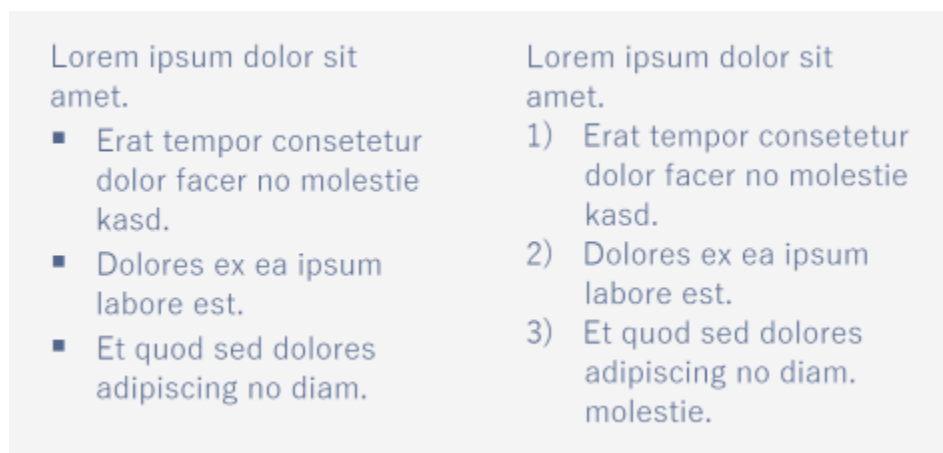 Lorem ipsum dolor sit
amet.
▪ Erat tempor consetetur
dolor facer no molestie
kasd.
▪ Dolores ex ea ipsum
labore est.
▪ Et quod sed dolores
adipiscing no diam.
Lorem ipsum dolor sit
amet.
1) Erat tempor consetetur
dolor facer no molestie
kasd.
2) Dolores ex ea ipsum
labore est.
3) Et quod sed dolores
adipiscing no diam.
molestie.